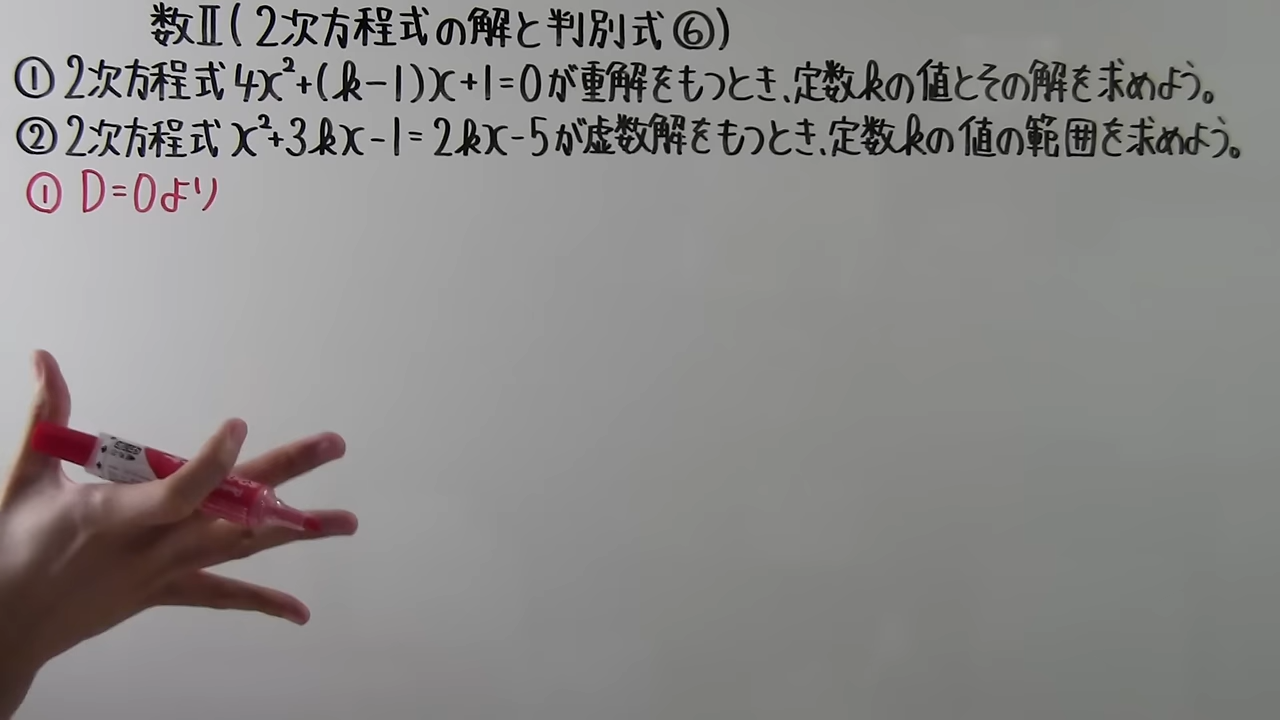 数Ⅱ(2次方程式の解と判別式⑥)
①2次方程式4x²+(k-1)x+1=0が重解をもつとき、定数kの値とその解を求めよう。
②2次方程式x²+3kx-1=2kx-5が虚数解をもつとき、定数kの値の範囲を求めよう。
① D=0より